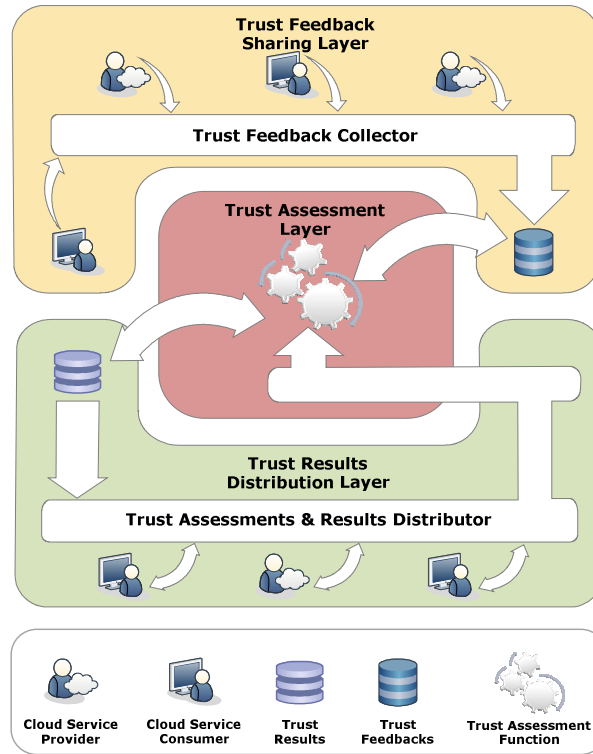 Trust Feedback
Sharing Layer
Trust Feedback Collector
Trust Assessment
Layer
Trust Results
Distribution Layer
Trust Assessments & Results Distributor
Cloud Service
Provider
Cloud Service
Consumer
Trust
Results
Trust
Feedbacks
Trust Assessment
Function